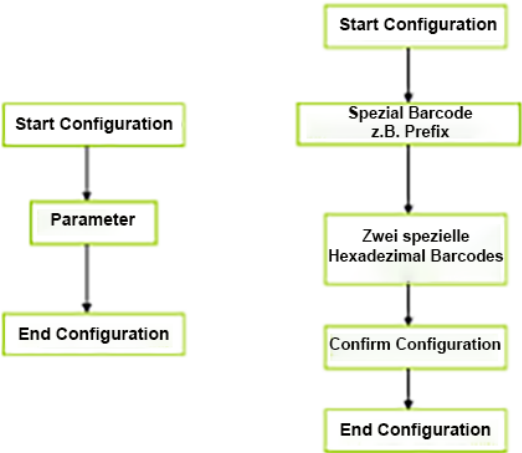 Start Configuration
Parameter
End Configuration
Start Configuration
Spezial Barcode
z.B. Prefix
Zwei spezielle
Hexadezimal Barcodes
Confirm Configuration
End Configuration